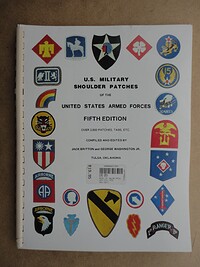 U.S. MILITARY
SHOULDER PATCHES
OF THE
UNITED STATES ARMED FORCES
FIFTH EDITION
COMPILED AND EDITED BY
JACK BRITTON and GEORGE WASHINGTON JR.
TULSA, OKLAHOMA
AIRBORNE
RANGER